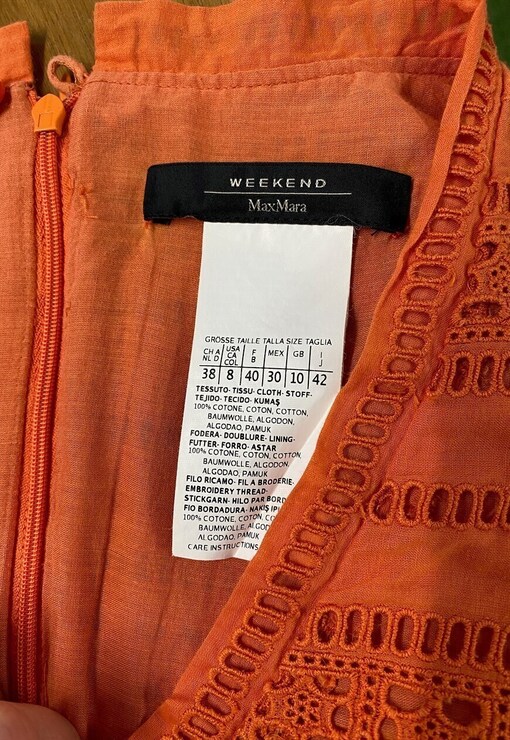 WEEKEND
MaxMara
GRÖSSE TAILLE TALLA SIZE TAGLIA
CH A NL D USA CA COL F B MEX GB I J
38 8 40 30 10 42
TESSUTO- TISSU- CLOTH- STOFF-
TEJIDO- TECIDO- KUMAŞ
100% COTONE, COTON, COTTON,
BAUMWOLLE, ALGODON,
ALGODAO, PAMUK
FODERA- DOUBLURE- LINING-
FUTTER- FORRO- ASTAR
100% COTONE, COTON, COTTON,
BAUMWOLLE, ALGODON,
ALGODAO, PAMUK
FILO RICAMO- FIL A BRODERIE-
EMBROIDERY THREAD-
STICKGARN- HILO PAR BORD
FIO BORDADURA- NAKIŞ IPI
100% COTONE, COTON, CO
BAUMWOLLE, ALGOD
ALGODAO, PAMUK
CARE INSTRUCTIONS